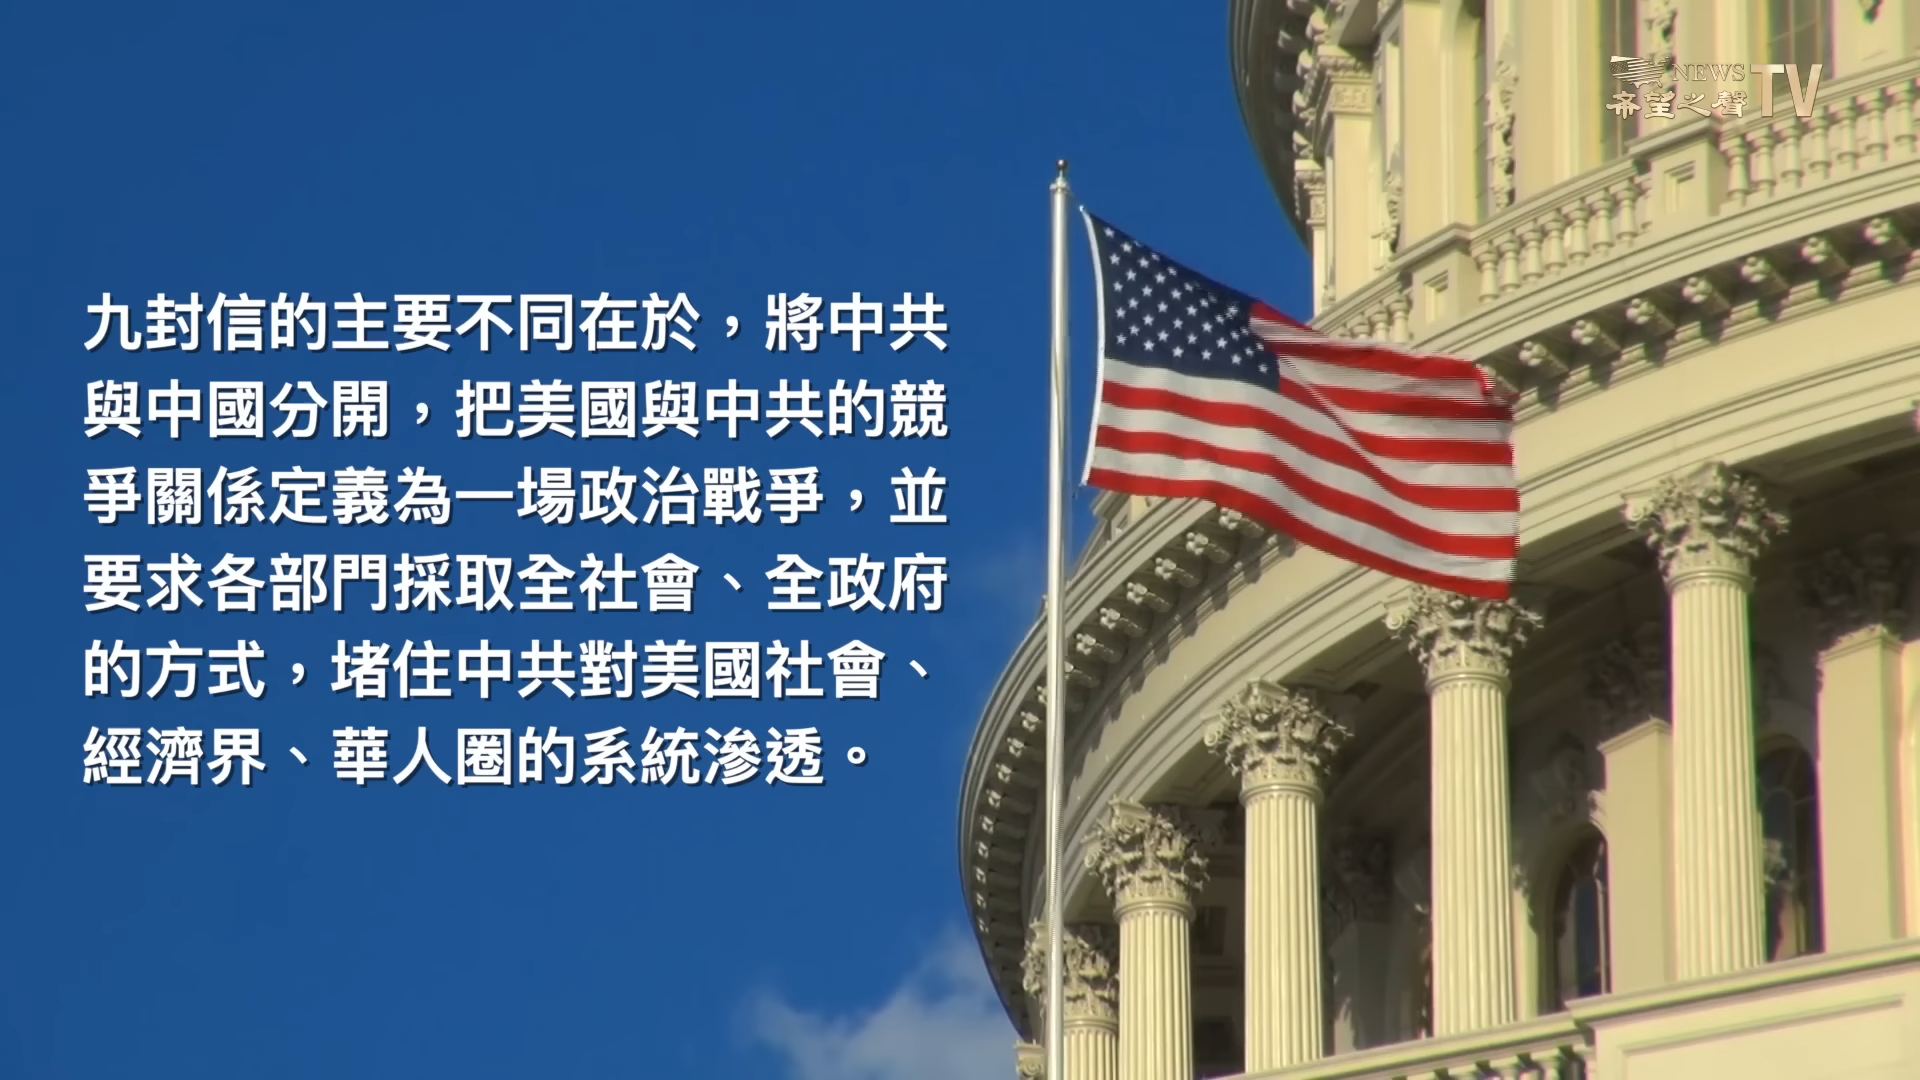 NEWS
希望之聲TV
九封信的主要不同在於，將中共
與中國分開，把美國與中共的競
爭關係定義為一場政治戰爭，並
要求各部門採取全社會、全政府
的方式，堵住中共對美國社會、
經濟界、華人圈的系統滲透。